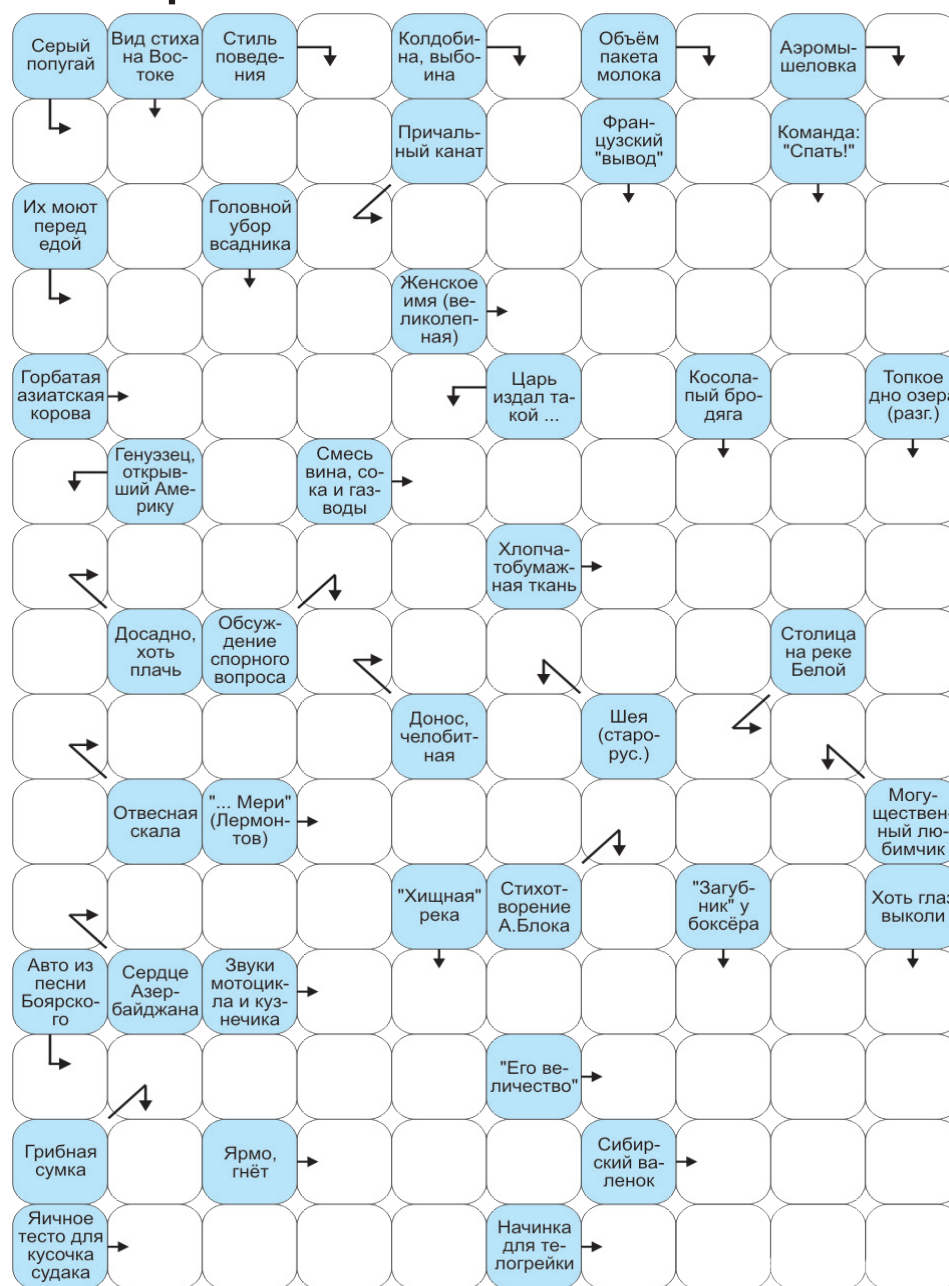 Серый
попугай
Вид стиха
на Вос-
токе
Стиль
поведе-
ния
Колдоби-
на, выбо-
ина
Объём
пакета
молока
Аэромы-
шеловка
Причаль-
ный канат
Фран-
цузский
"вывод"
Команда:
"Спать!"
Их моют
перед
едой
Головной
убор
всадника
Женское
имя (ве-
ликолеп-
ная)
Горбатая
азиатская
корова
Царь
издал та-
кой ...
Косола-
пый бро-
дяга
Топкое
дно озера
(разг.)
Генуэзец,
открыв-
ший Аме-
рику
Смесь
вина, со-
ка и газ-
воды
Хлопча-
тобумаж-
ная ткань
Досадно,
хоть
плачь
Обсуж-
дение
спорного
вопроса
Столица
на реке
Белой
Донос,
челобит-
ная
Шея
(старо-
рус.)
Отвесная
скала
"... Мери"
(Лермон-
тов)
Могу-
ществен-
ный лю-
бимчик
"Хищная"
река
Стихот-
ворение
А.Блока
"Загуб-
ник" у
боксёра
Хоть глаз
выколи
Авто из
песни
Боярско-
го
Сердце
Азер-
байджана
Звуки
мотоцик-
ла и куз-
нечика
"Его ве-
личество"
Грибная
сумка
Ярмо,
гнёт
Сибир-
ский ва-
ленок
Яичное
тесто для
кусочка
судака
Начинка
для те-
логрейки